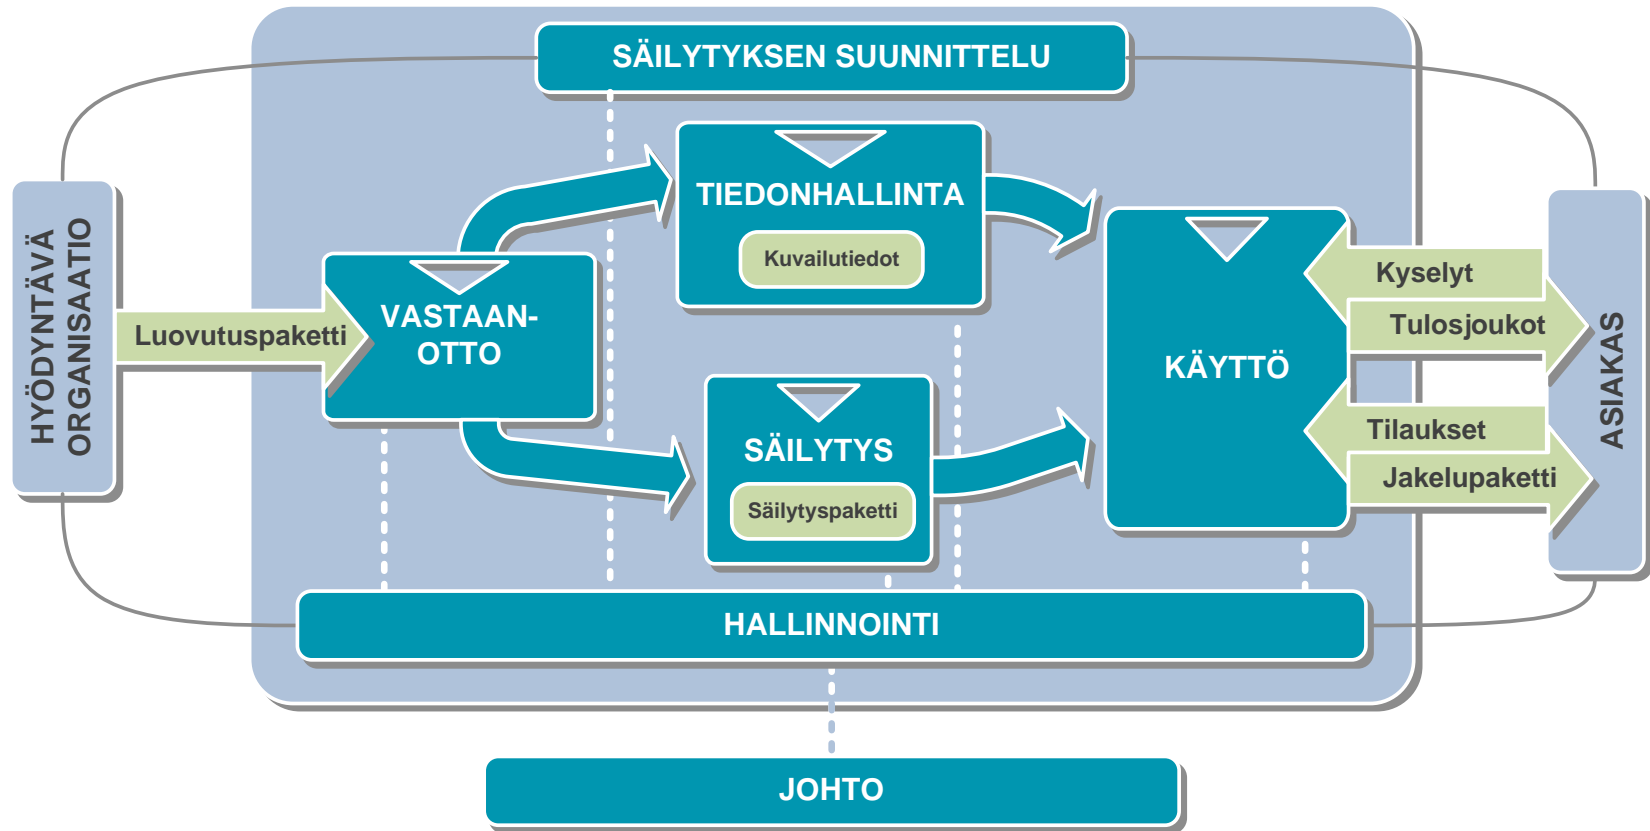 SÄILYTYKSEN SUUNNITTELU
HYÖDYNTÄVÄ
ORGANISAATIO
Luovutuspaketti
VASTAAN-
OTTO
TIEDONHALLINTA
Kuvailutiedot
SÄILYTYS
Säilytyspaketti
KÄYTTÖ
Kyselyt
Tulosjoukot
Tilaukset
Jakelupaketti
ASIAKAS
HALLINNOINTI
JOHTO